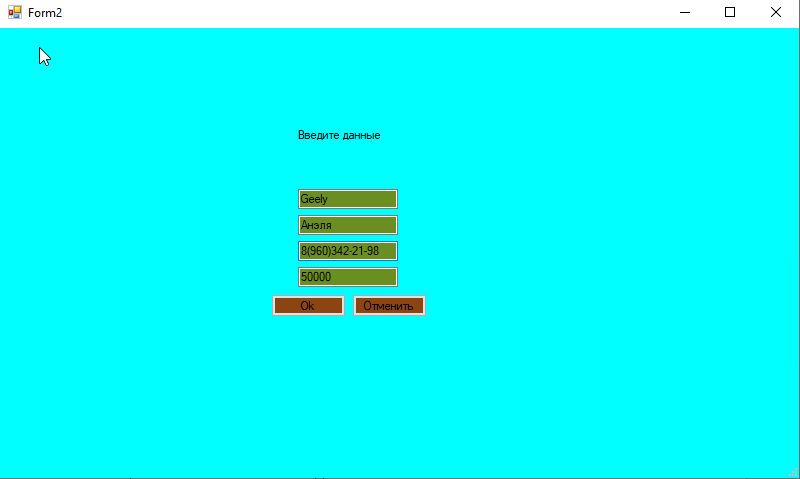 Form2
Введите данные
Geely
Анэля
8(960)342-21-98
50000
Ok Отменить